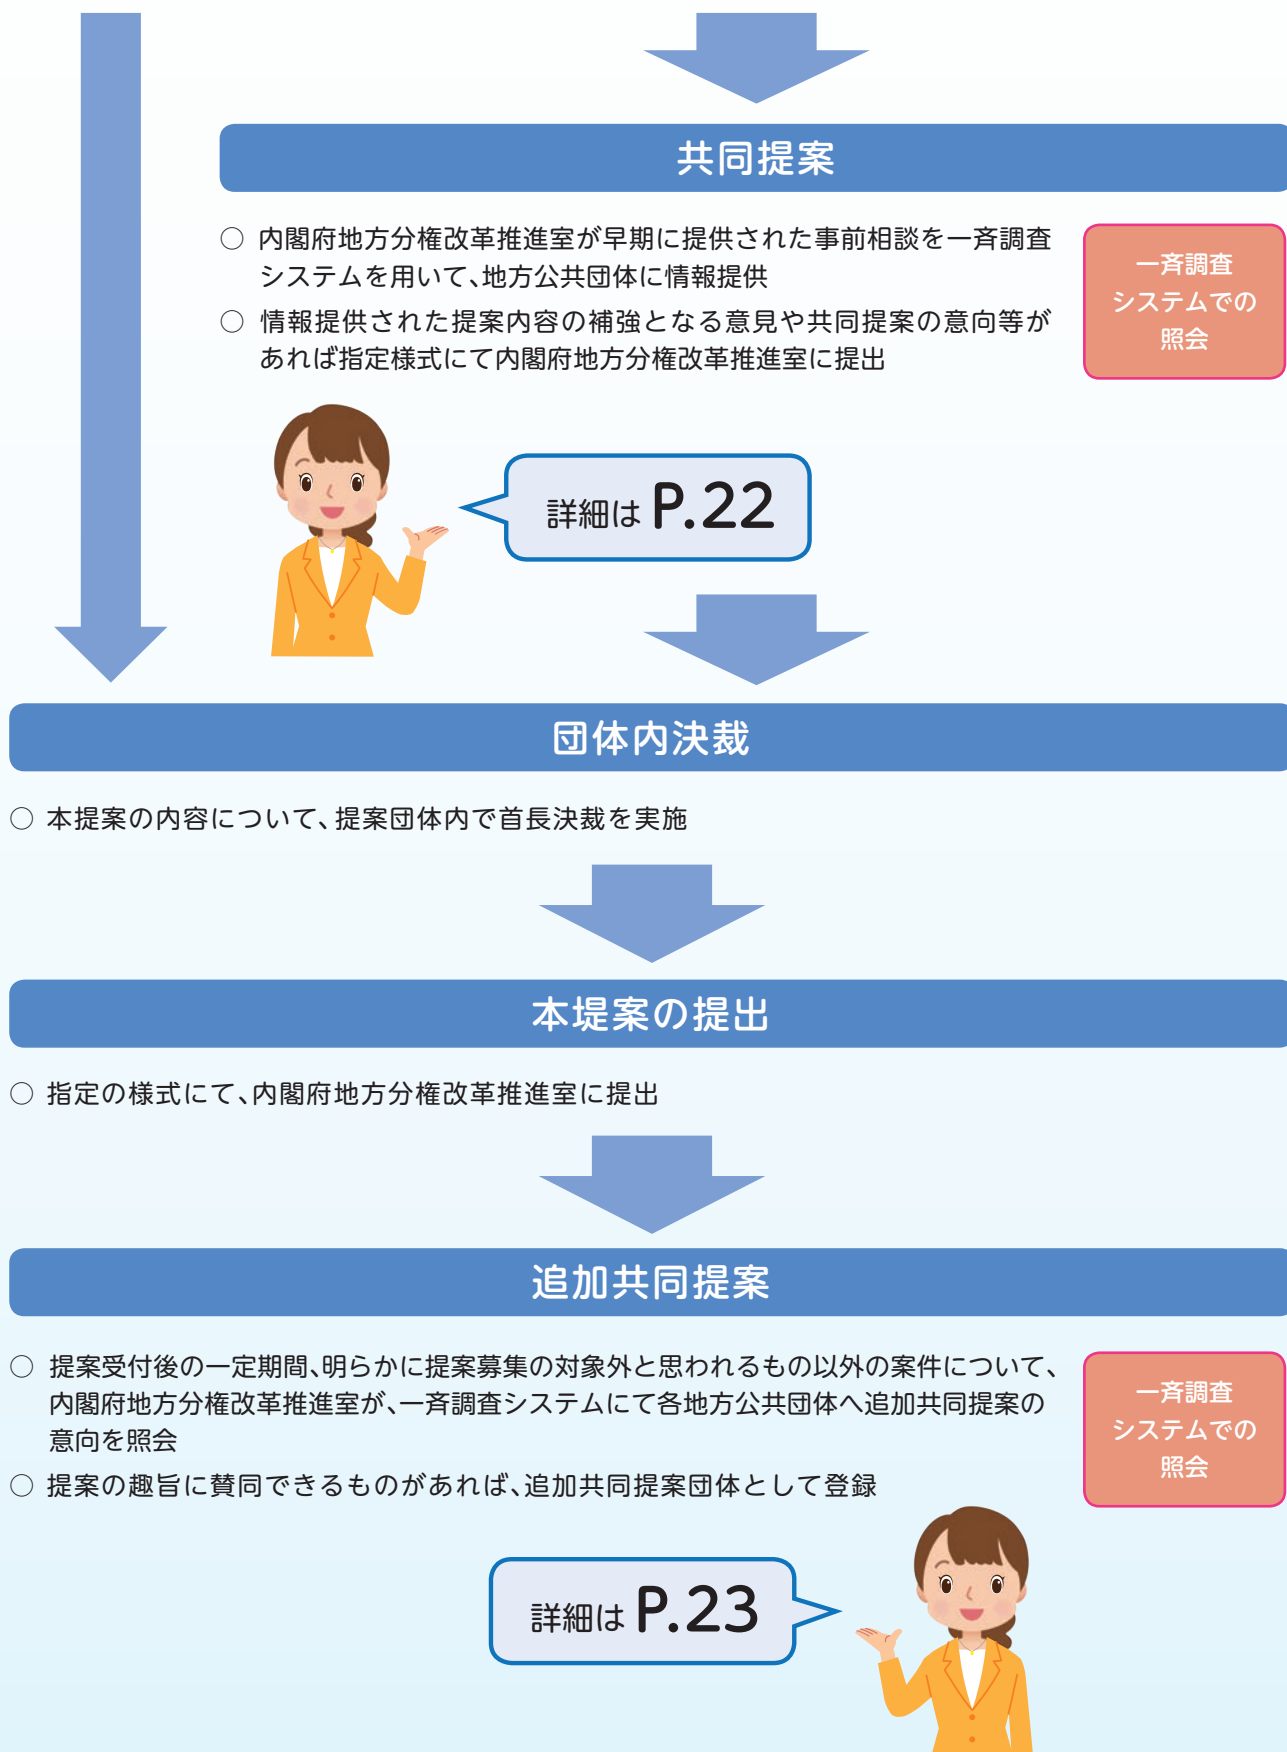 共同提案
○ 内閣府地方分権改革推進室が早期に提供された事前相談を一斉調査
システムを用いて、地方公共団体に情報提供
○ 情報提供された提案内容の補強となる意見や共同提案の意向等が
あれば指定様式にて内閣府地方分権改革推進室に提出
一斉調査
システムでの
照会
詳細は P.22
団体内決裁
○ 本提案の内容について、提案団体内で首長決裁を実施
本堤案の提出
○ 指定の様式にて、内閣府地方分権改革推進室に提出
追加共同提案
○ 提案受付後の一定期間、明らかに提案募集の対象外と思われるもの以外の案件について、
内閣府地方分権改革推進室が、一斉調査システムにて各地方公共団体へ追加共同提案の
意向を照会
○ 提案の趣旨に賛同できるものがあれば、追加共同提案団体として登録
一斉調査
システムでの
照会
詳細は P.23